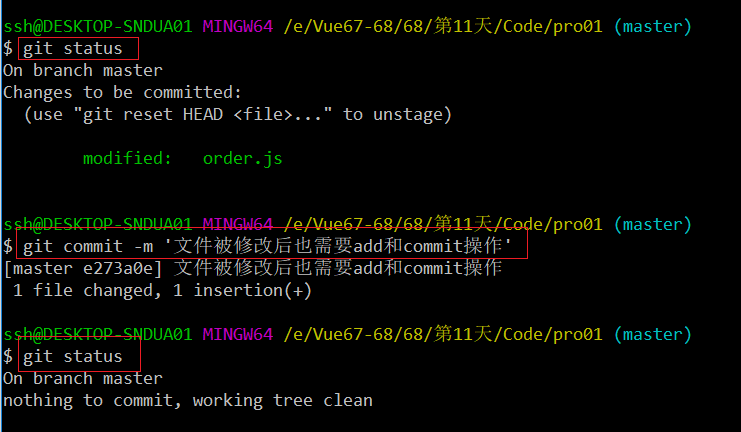 ssh@DESKTOP-SNDUA01 MINGW64 /e/Vue67-68/68/第11天/Code/pro01 (master)
$ git status
On branch master
Changes to be committed:
  (use "git reset HEAD <file>..." to unstage)
        modified:   order.js
ssh@DESKTOP-SNDUA01 MINGW64 /e/Vue67-68/68/第11天/Code/pro01 (master)
$ git commit -m '文件被修改后也需要add和commit操作'
[master e273a0e] 文件被修改后也需要add和commit操作
 1 file changed, 1 insertion(+)
ssh@DESKTOP-SNDUA01 MINGW64 /e/Vue67-68/68/第11天/Code/pro01 (master)
$ git status
On branch master
nothing to commit, working tree clean